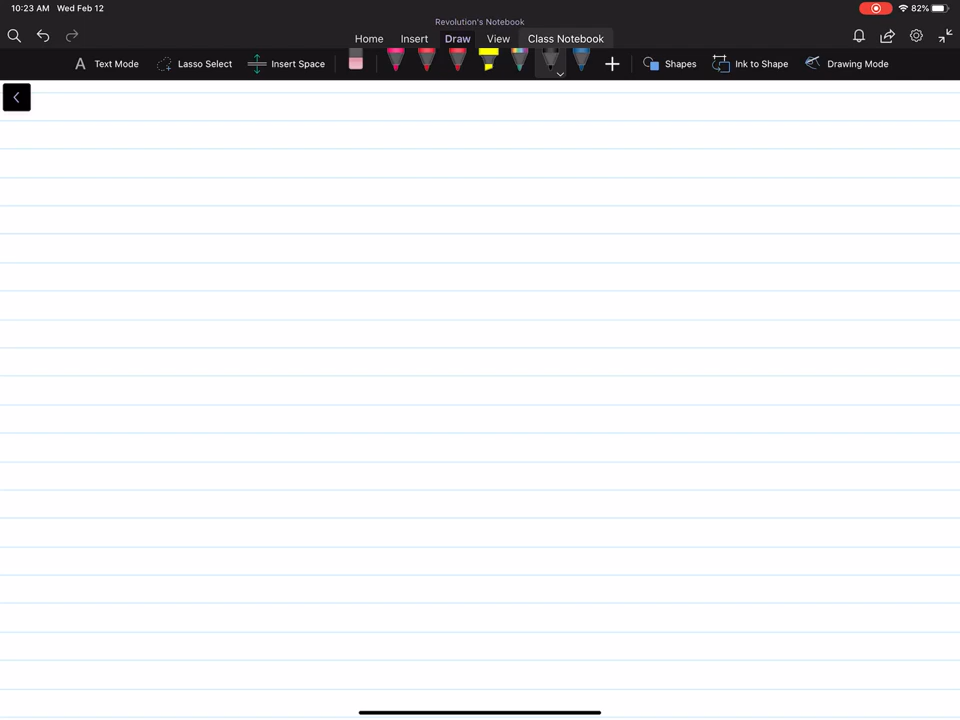 10:23 AM Wed Feb 12 82%
Revolution's Notebook
Home Insert Draw View Class Notebook
A Text Mode Lasso Select Insert Space Shapes Ink to Shape Drawing Mode